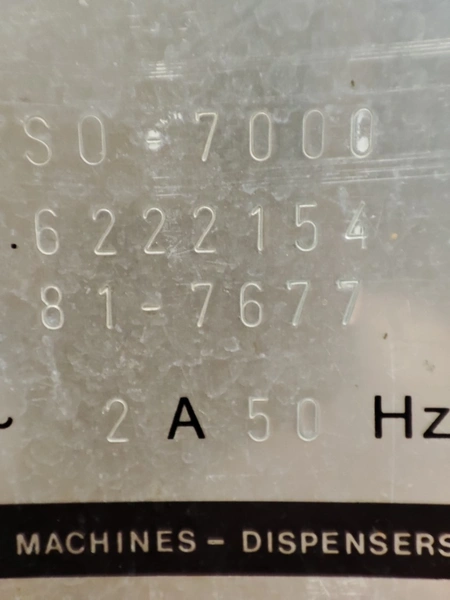 SO-7000
. 6222154
81-7677
~ 2 A 50 Hz
MACHINES - DISPENSERS